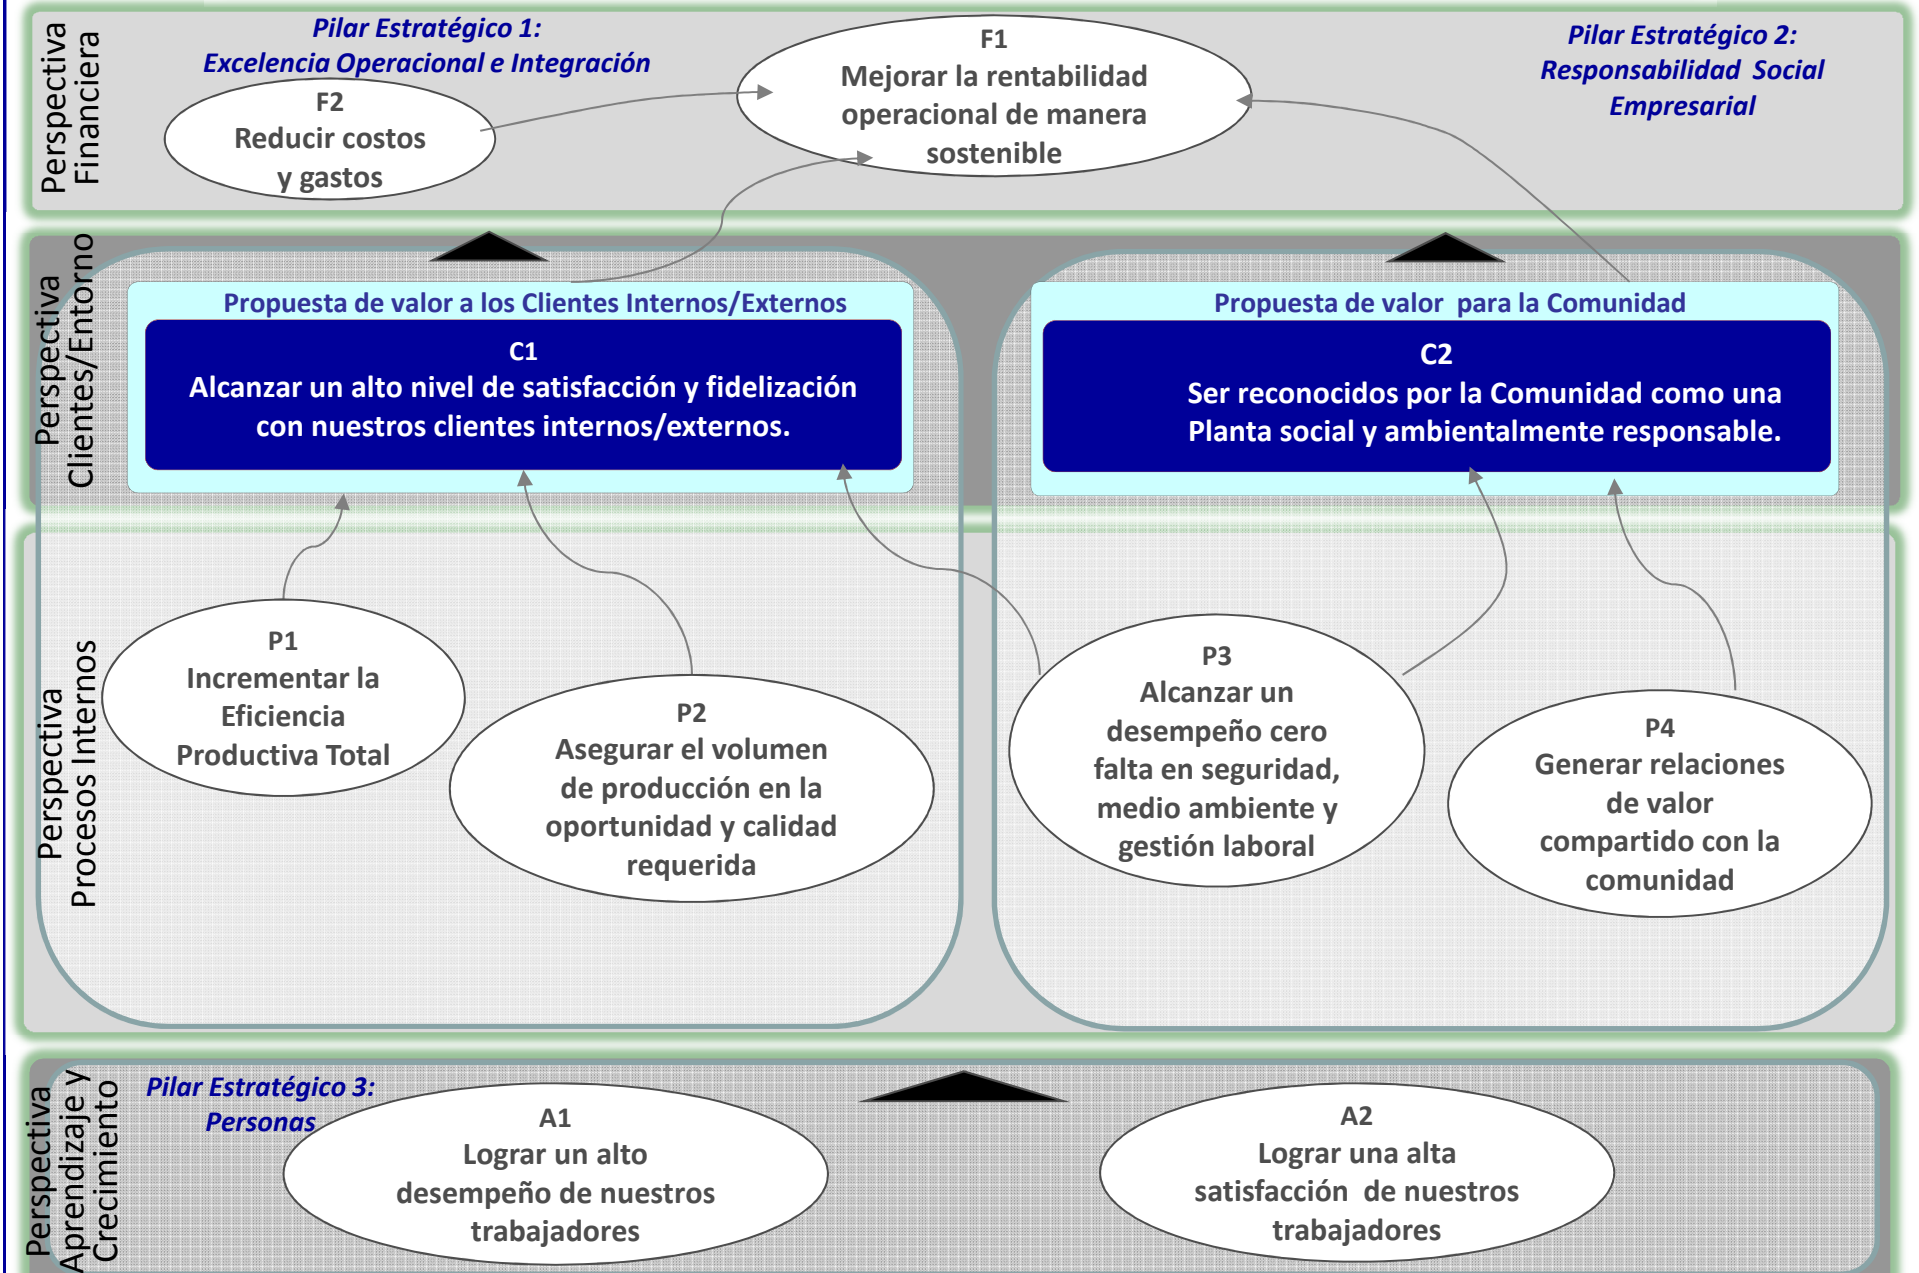 Perspectiva
Financiera
Pilar Estratégico 1:
Excelencia Operacional e Integración
F1
Mejorar la rentabilidad
operacional de manera
sostenible
Pilar Estratégico 2:
Responsabilidad Social
Empresarial
F2
Reducir costos
y gastos
Perspectiva
Clientes/Entorno
Propuesta de valor a los Clientes Internos/Externos
C1
Alcanzar un alto nivel de satisfacción y fidelización
con nuestros clientes internos/externos.
Propuesta de valor para la Comunidad
C2
Ser reconocidos por la Comunidad como una
Planta social y ambientalmente responsable.
Perspectiva
Procesos Internos
P1
Incrementar la
Eficiencia
Productiva Total
P2
Asegurar el volumen
de producción en la
oportunidad y calidad
requerida
P3
Alcanzar un
desempeño cero
falta en seguridad,
medio ambiente y
gestión laboral
P4
Generar relaciones
de valor
compartido con la
comunidad
Perspectiva
Aprendizaje y
Crecimiento
Pilar Estratégico 3:
Personas
A1
Lograr un alto
desempeño de nuestros
trabajadores
A2
Lograr una alta
satisfacción de nuestros
trabajadores